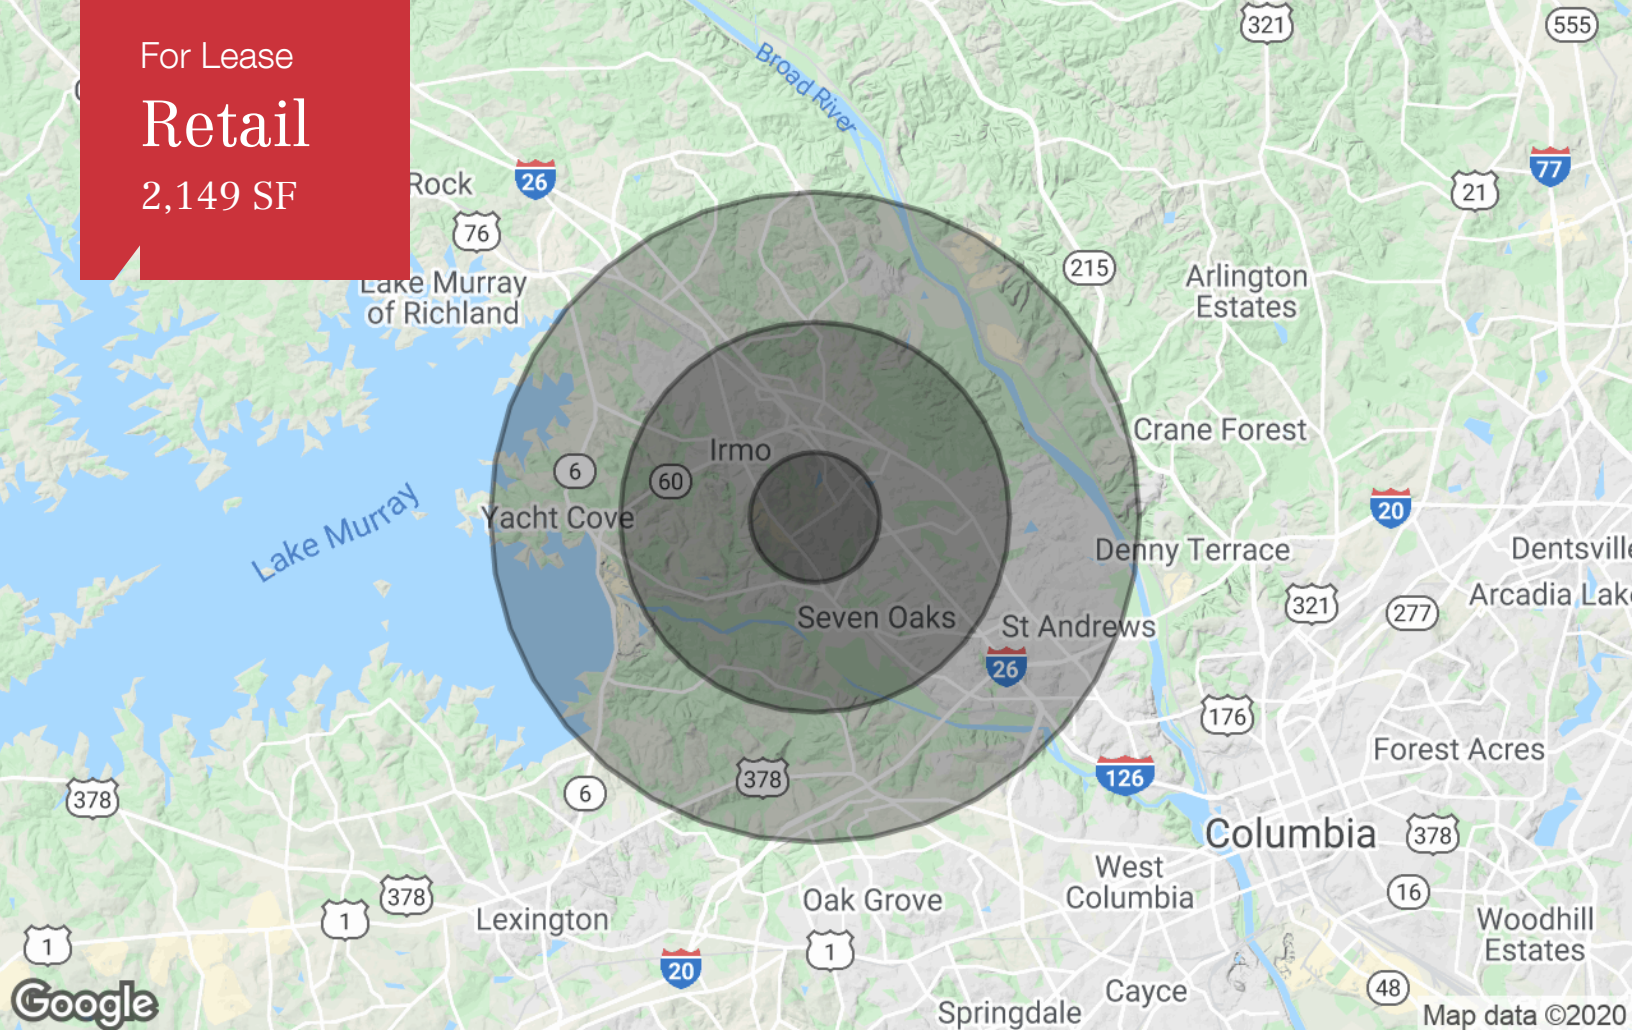 For Lease
Retail
2,149 SF
321
555
Broad River
26
77
Rock
21
76
215
Lake Murray
of Richland
Arlington
Estates
Crane Forest
Irmo
6
60
20
Lake Murray
Yacht Cove
Denny Terrace
Dentsville
321
277
Arcadia Lake
Seven Oaks
St Andrews
26
176
Forest Acres
378
126
378
6
Columbia
378
West
Columbia
16
378
1
Oak Grove
Lexington
Woodhill
Estates
1
1
20
48
Cayce
Google
Springdale
Map data ©2020